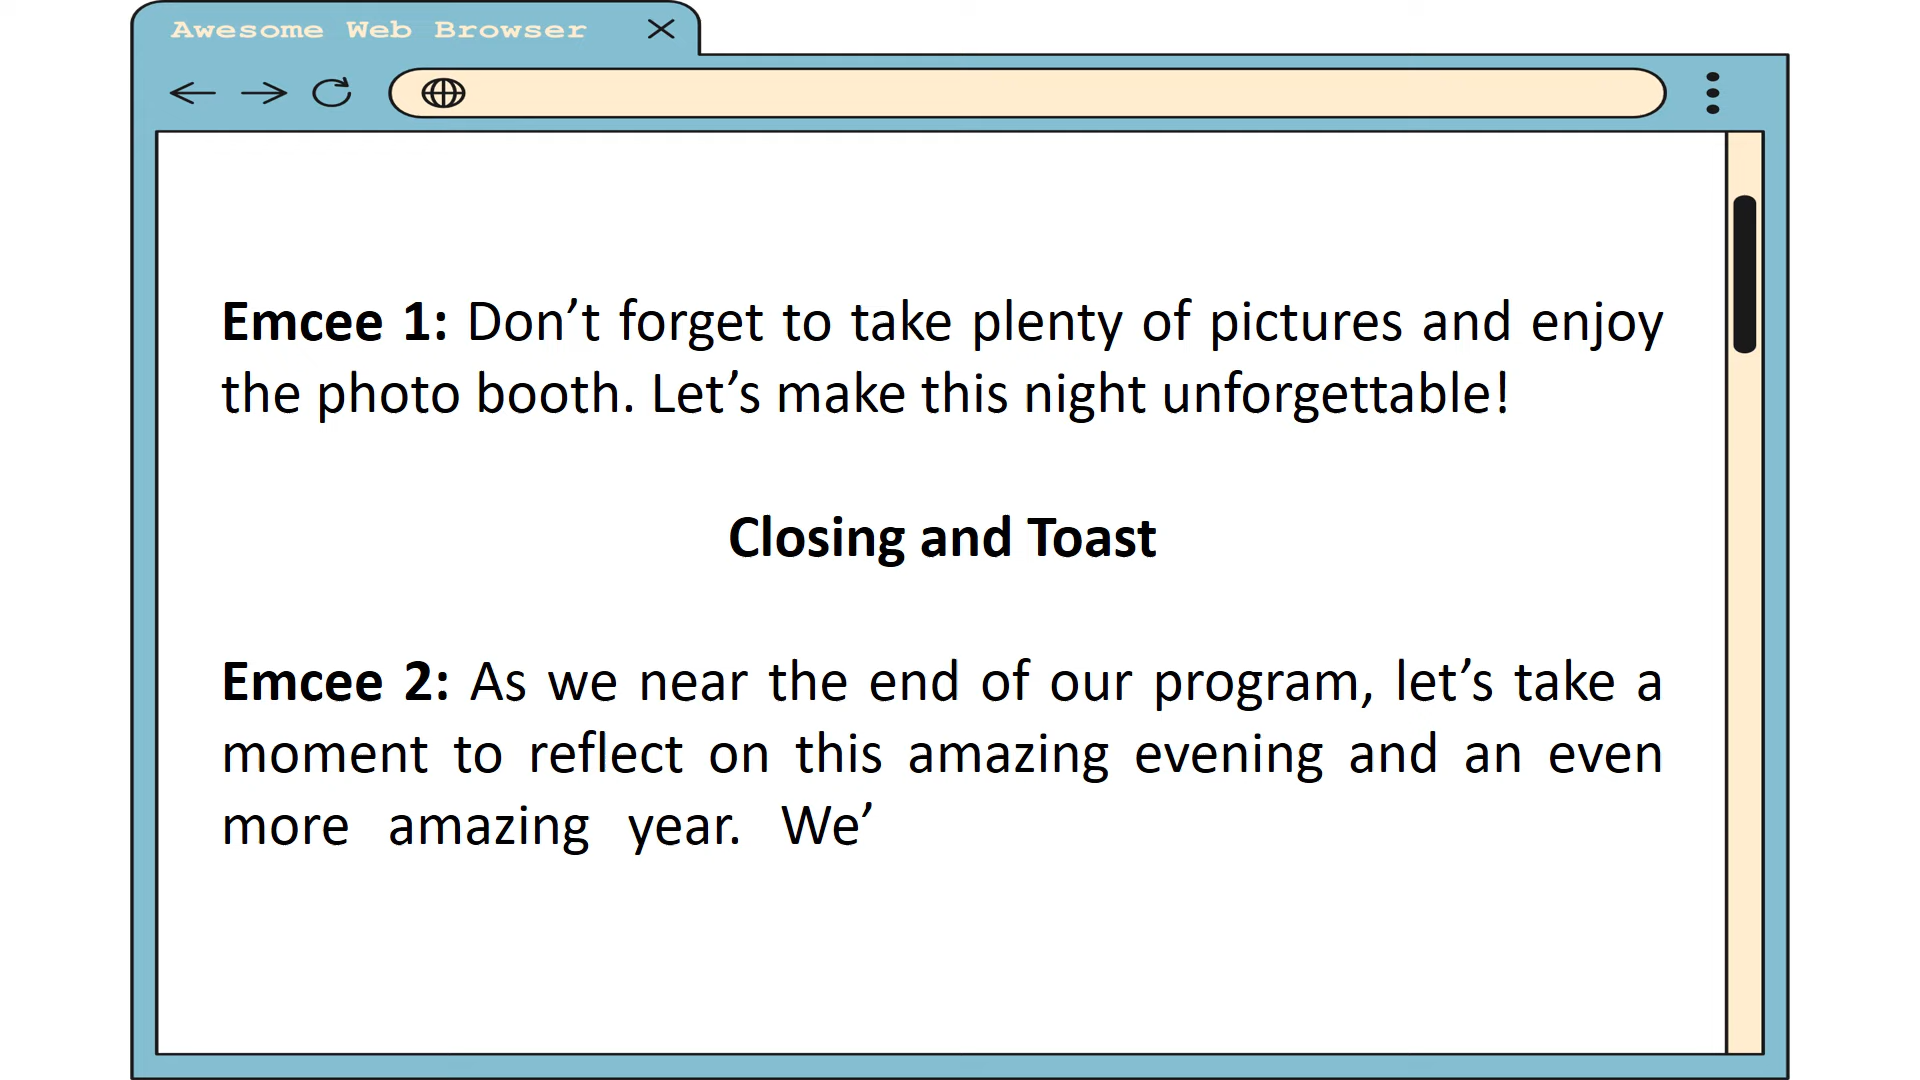 Awesome Web Browser
Emcee 1: Don’t forget to take plenty of pictures and enjoy
the photo booth. Let’s make this night unforgettable!
Closing and Toast
Emcee 2: As we near the end of our program, let’s take a
moment to reflect on this amazing evening and an even
more amazing year. We’